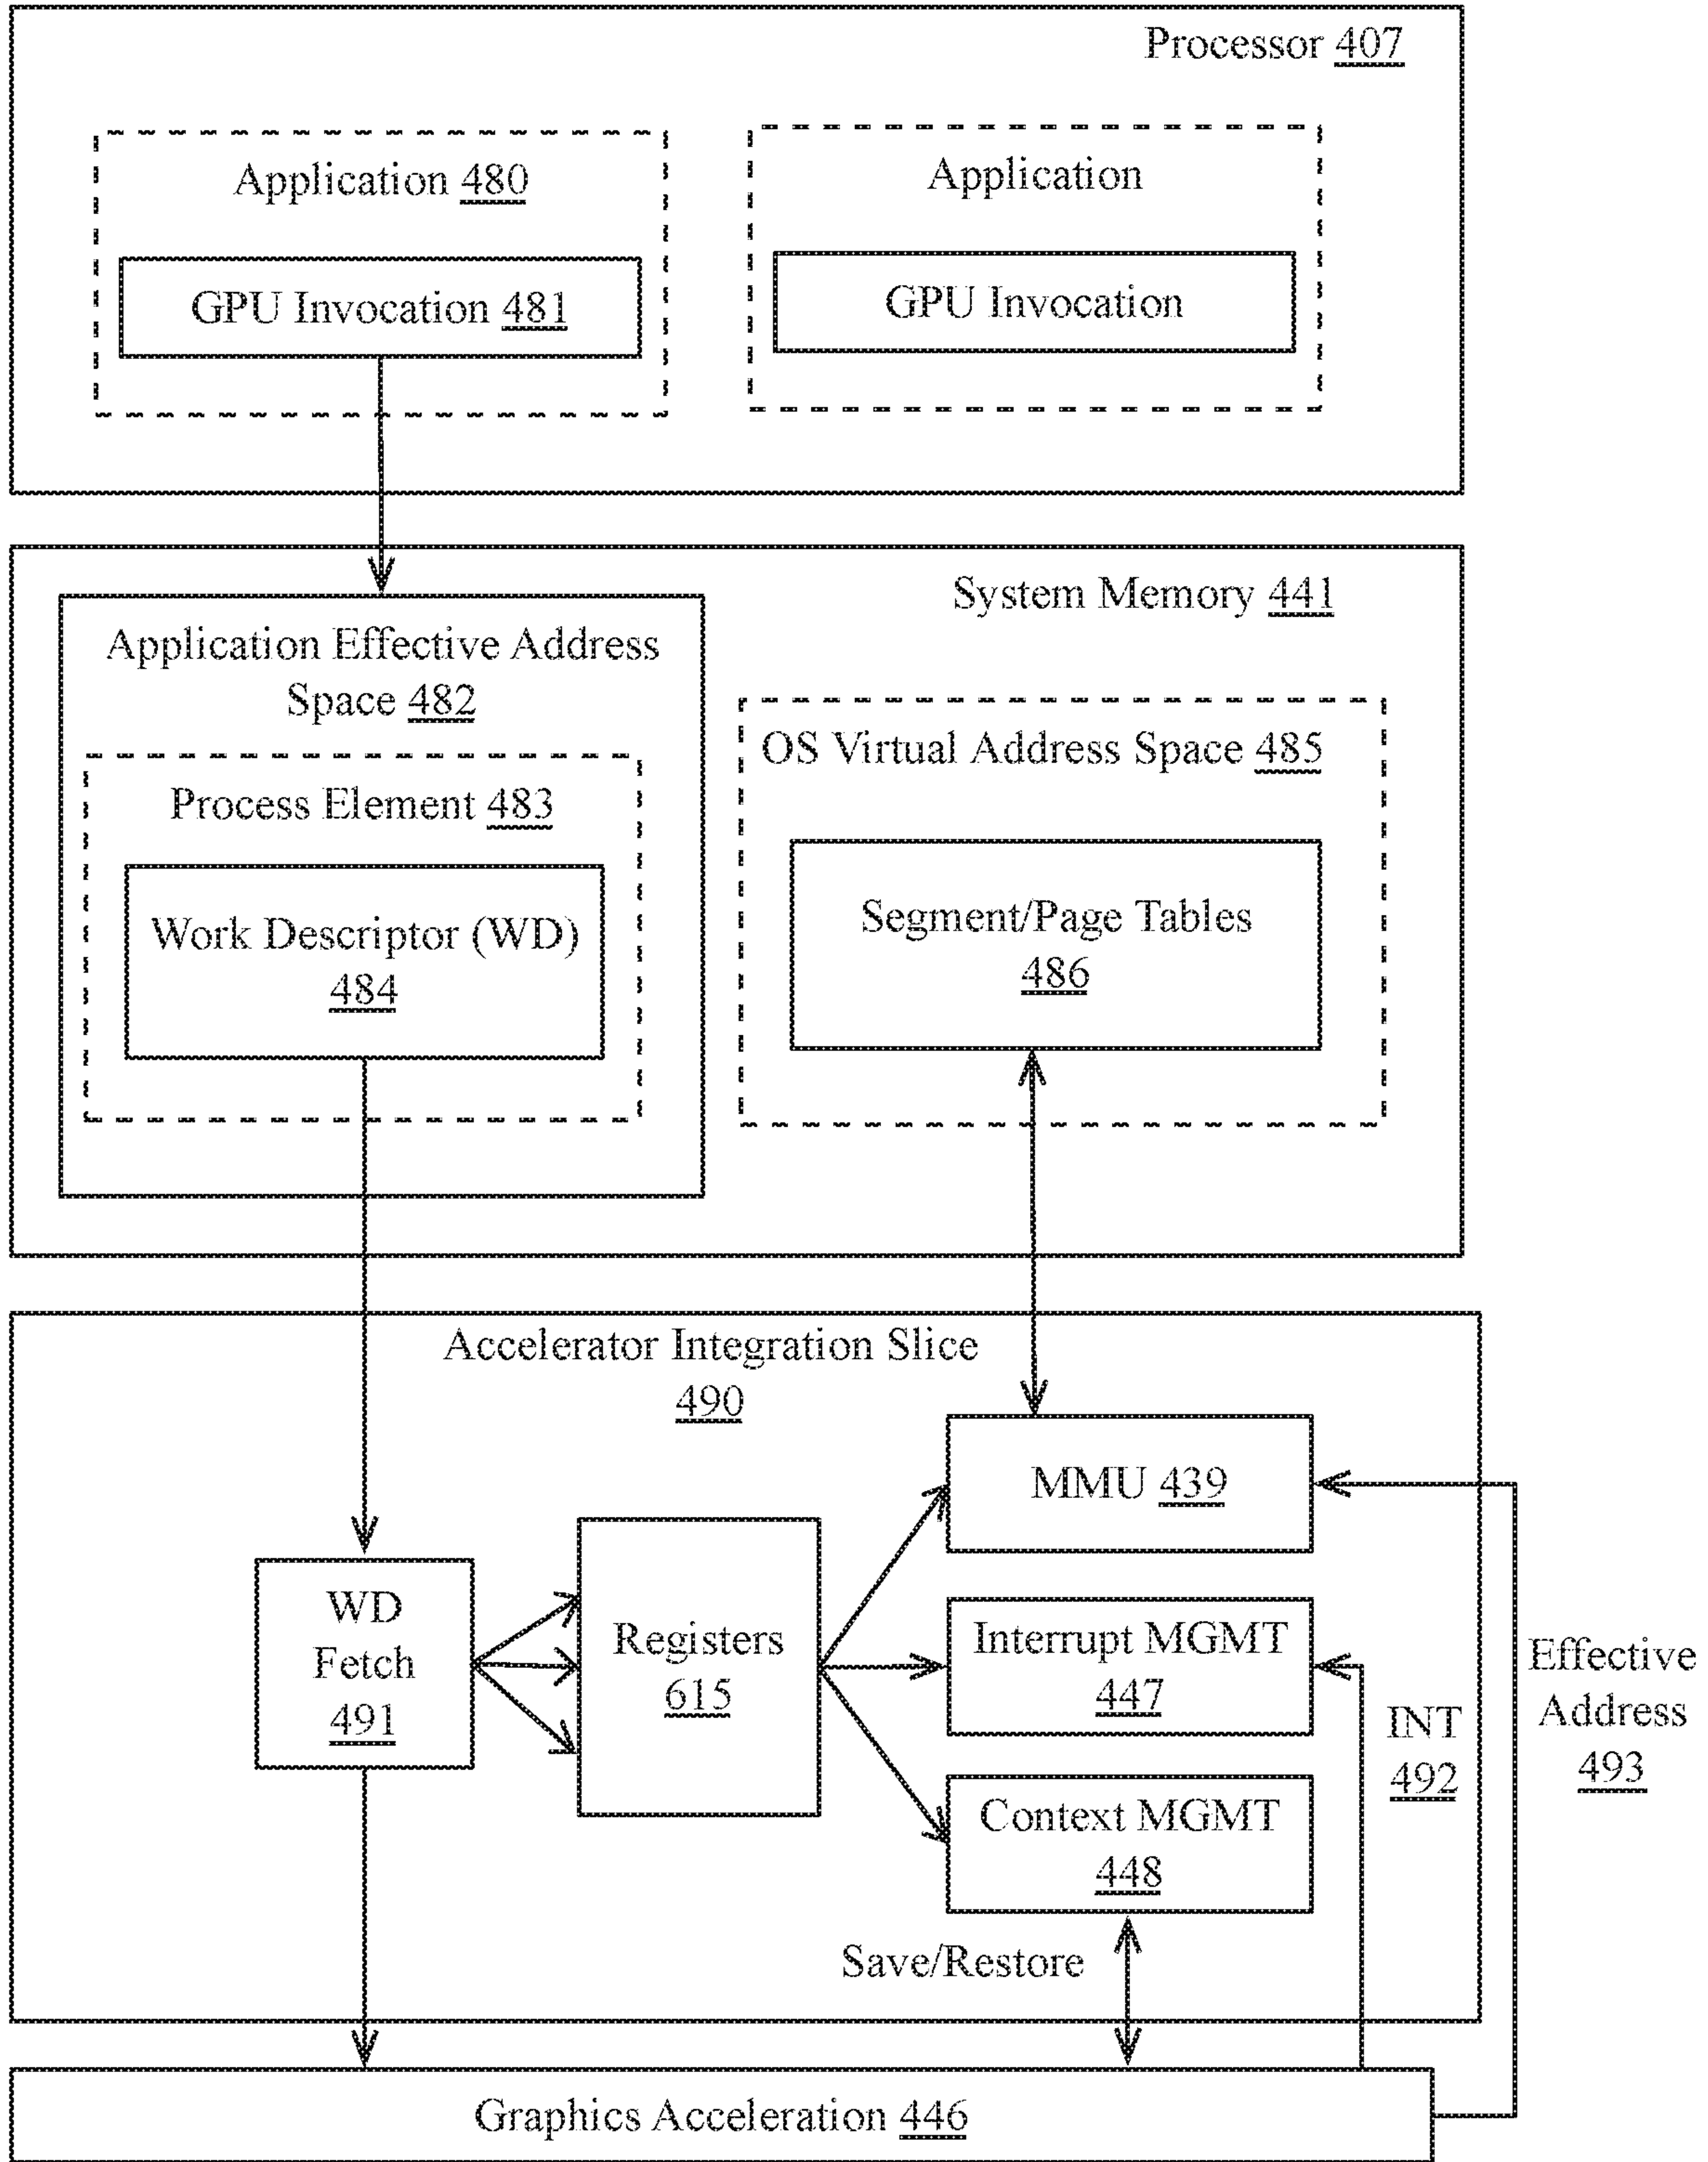 Processor 407
Application 480
GPU Invocation 481
Application
GPU Invocation
System Memory 441
Application Effective Address
Space 482
Process Element 483
Work Descriptor (WD)
484
OS Virtual Address Space 485
Segment/Page Tables
486
Accelerator Integration Slice
490
MMU 439
WD
Fetch
491
Registers
615
Interrupt MGMT
447
Context MGMT
448
INT
492
Effective
Address
493
Save/Restore
Graphics Acceleration 446